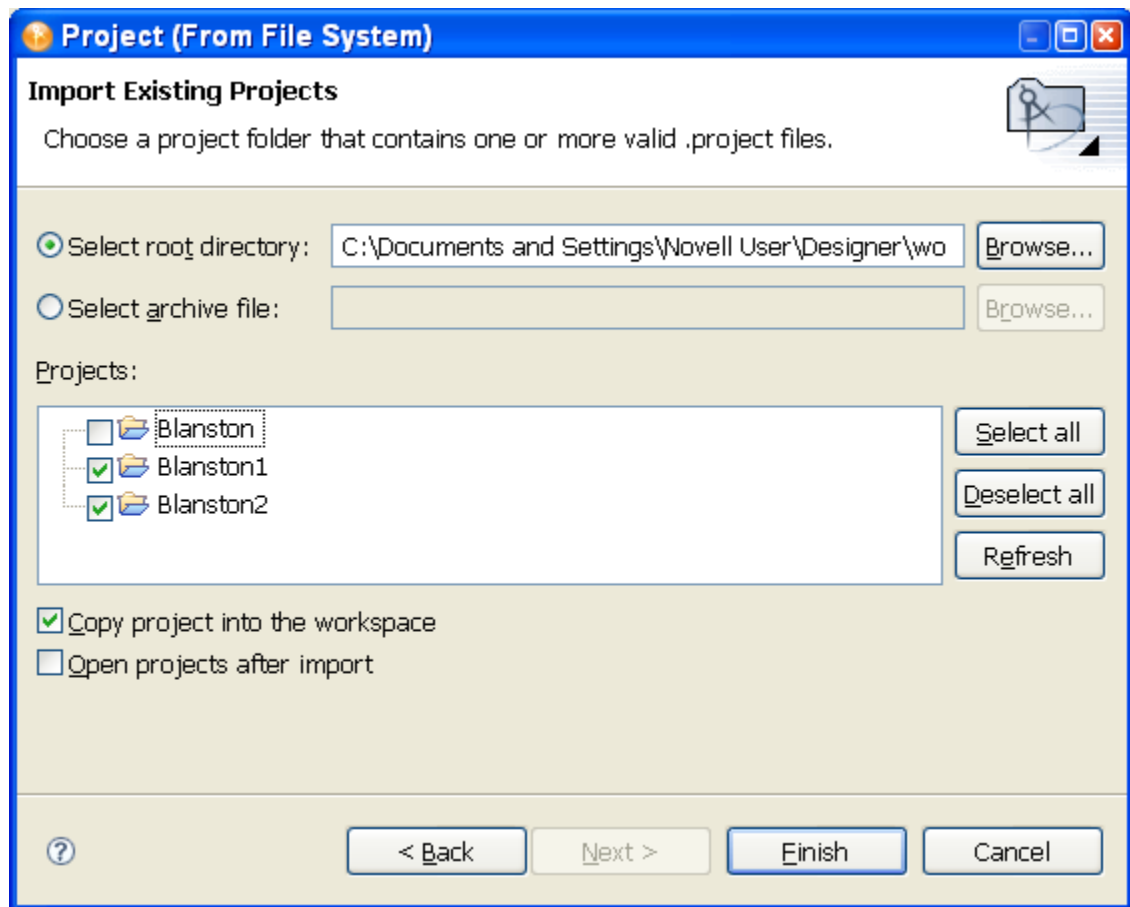 Project (From File System)
Import Existing Projects
Choose a project folder that contains one or more valid .project files.
Select root directory: C:\Documents and Settings\Novell User\Designer\wo Browse...
Select archive file: Browse...
Projects:
Blanston
Blanston1
Blanston2
Select all
Deselect all
Refresh
Copy project into the workspace
Open projects after import
? < Back Next > Finish Cancel